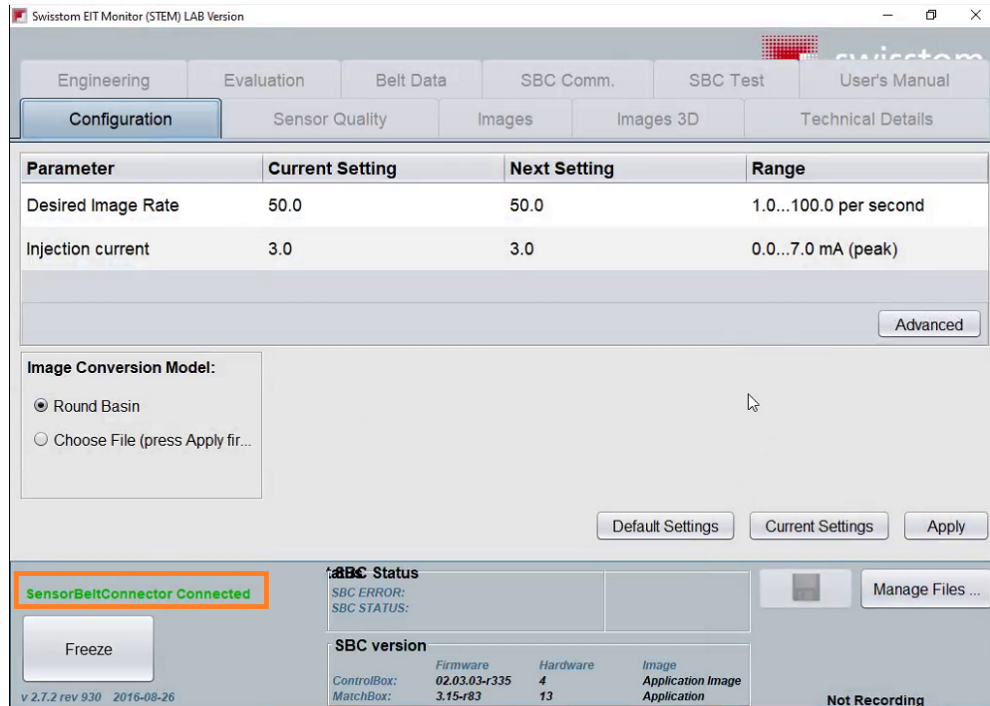 Swisstom EIT Monitor (STEM) LAB Version
swisstom
Engineering Evaluation Belt Data SBC Comm. SBC Test User's Manual
Configuration Sensor Quality Images Images 3D Technical Details
Parameter Current Setting Next Setting Range
Desired Image Rate 50.0 50.0 1.0...100.0 per second
Injection current 3.0 3.0 0.0...7.0 mA (peak)
Advanced
Image Conversion Model:
Round Basin
Choose File (press Apply fir...
Default Settings Current Settings Apply
SBC Status
SensorBeltConnector Connected
SBC ERROR:
SBC STATUS:
Manage Files ...
Freeze
SBC version
Firmware Hardware Image
ControlBox: 02.03.03-r335 4 Application Image
MatchBox: 3.15-r83 13 Application
v 2.7.2 rev 930 2016-08-26
Not Recording